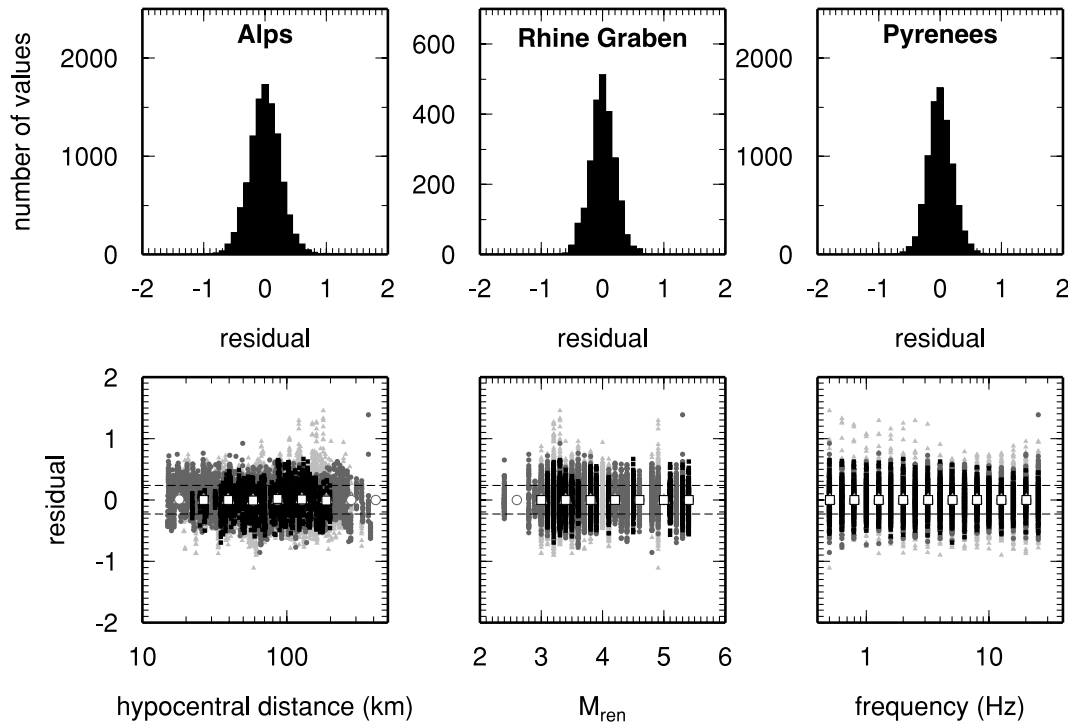 Alps
Rhine Graben
Pyrenees
number of values
2000
1000
0
600
400
200
0
2000
1000
0
-2 -1 0 1 2
-2 -1 0 1 2
-2 -1 0 1 2
residual
residual
residual
residual
2
1
0
-1
-2
10 100
2 3 4 5 6
1 10
hypocentral distance (km)
M_ren
frequency (Hz)